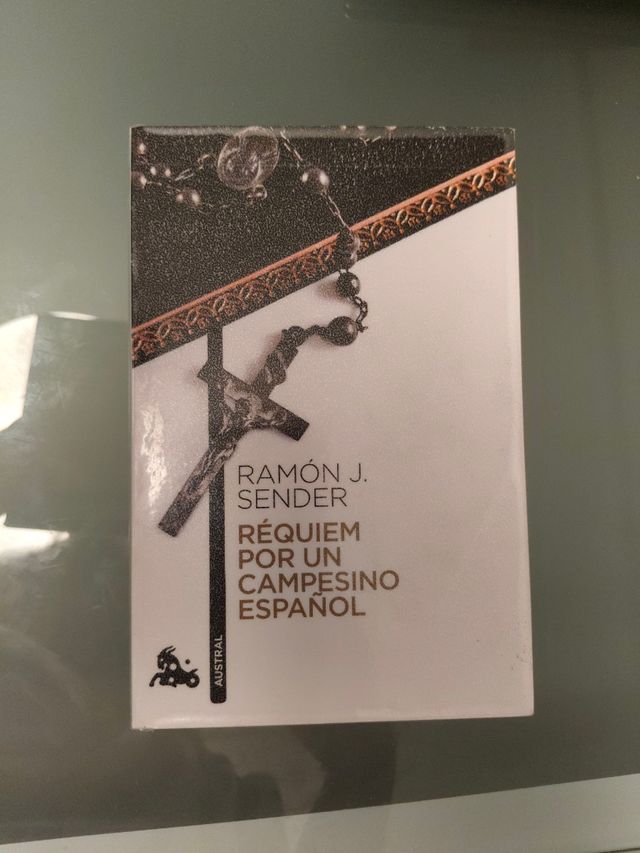 RAMÓN J.
SENDER
RÉQUIEM
POR UN
CAMPESINO
ESPAÑOL
AUSTRAL